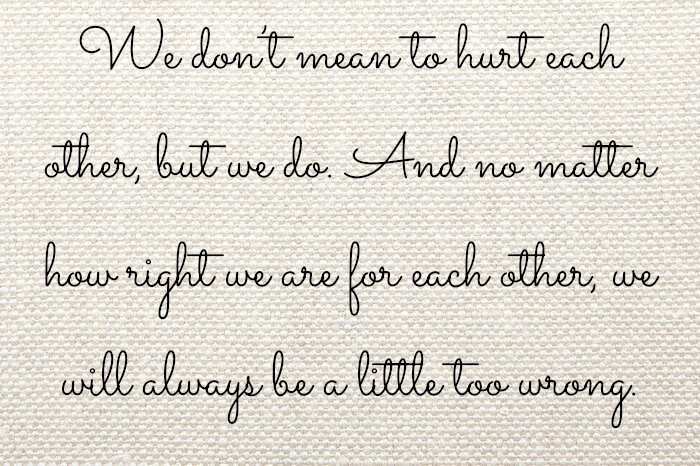 We don't mean to hurt each
other, but we do. And no matter
how right we are for each other, we
will always be a little too wrong.